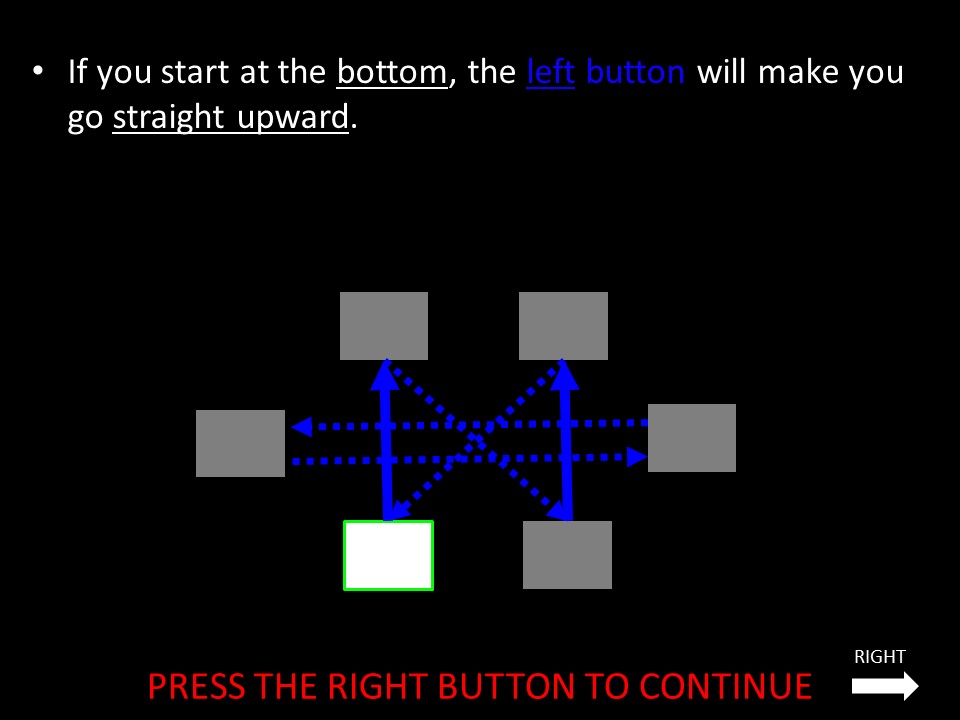 • If you start at the bottom, the left button will make you
go straight upward.
RIGHT
PRESS THE RIGHT BUTTON TO CONTINUE